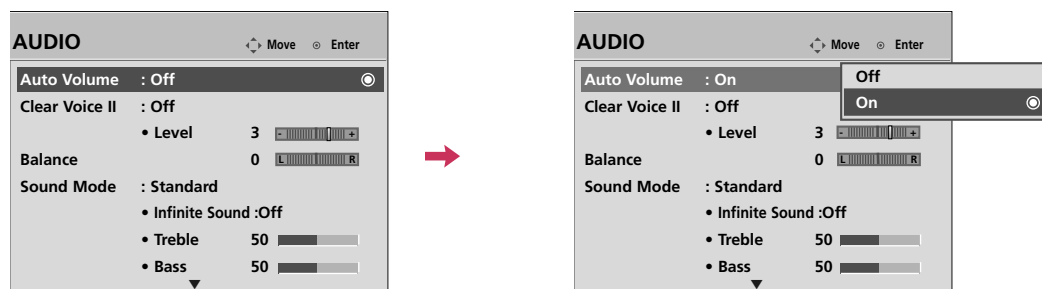 AUDIO
Move Enter
Auto Volume : Off
Clear Voice II : Off
• Level 3 - +
Balance 0 L R
Sound Mode : Standard
• Infinite Sound :Off
• Treble 50
• Bass 50
AUDIO
Move Enter
Auto Volume : On
Off
On
Clear Voice II : Off
• Level 3 - +
Balance 0 L R
Sound Mode : Standard
• Infinite Sound :Off
• Treble 50
• Bass 50